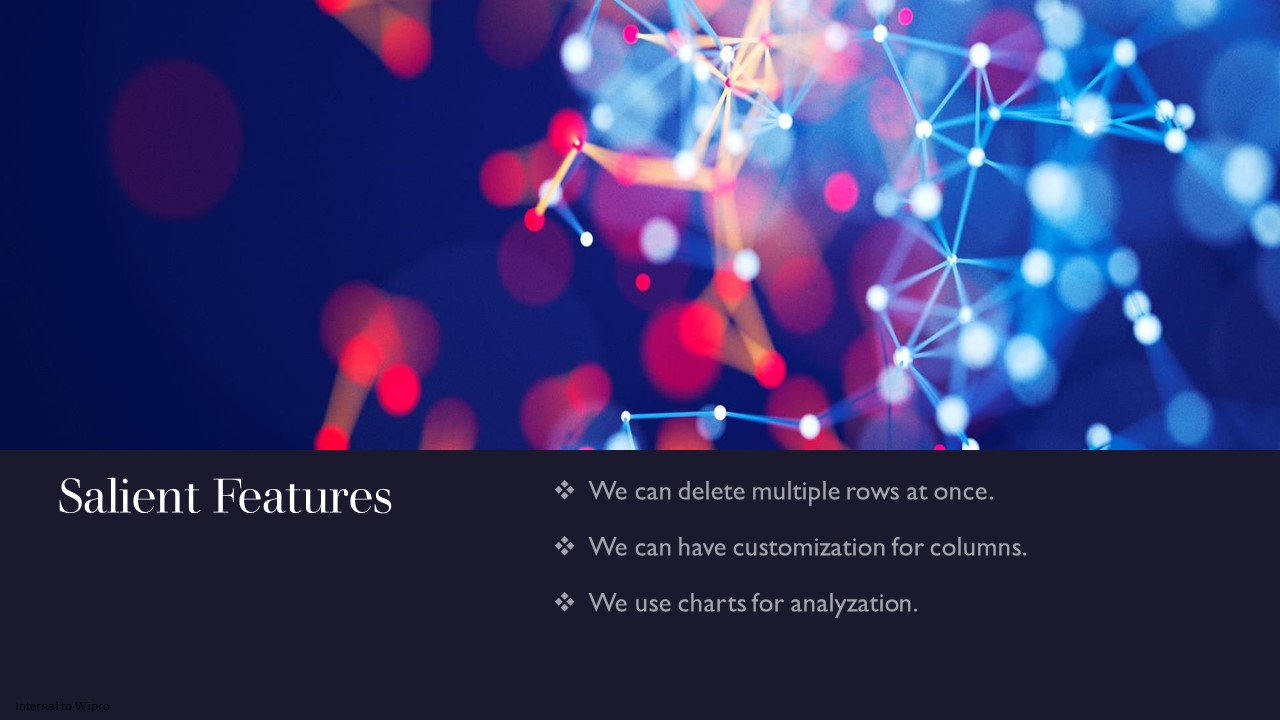 Salient Features
❖ We can delete multiple rows at once.
❖ We can have customization for columns.
❖ We use charts for analyzation.
Internal to Wipro